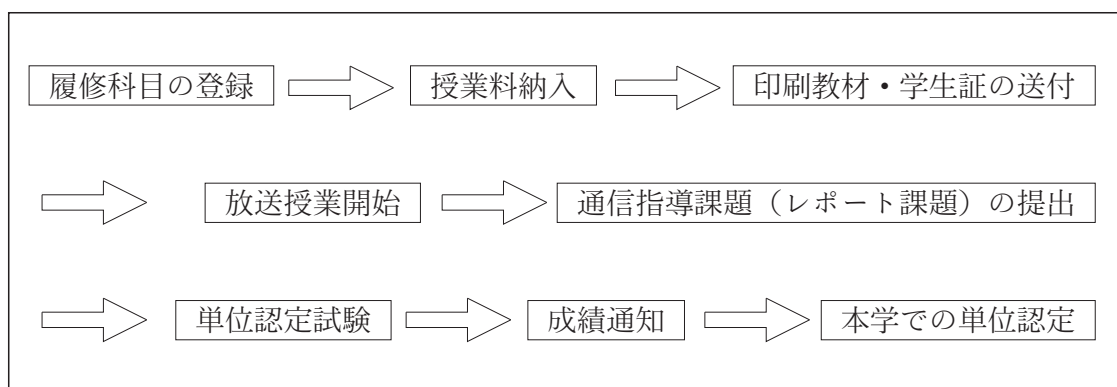 履修科目の登録 授業料納入 印刷教材・学生証の送付
放送授業開始 通信指導課題（レポート課題）の提出
単位認定試験 成績通知 本学での単位認定